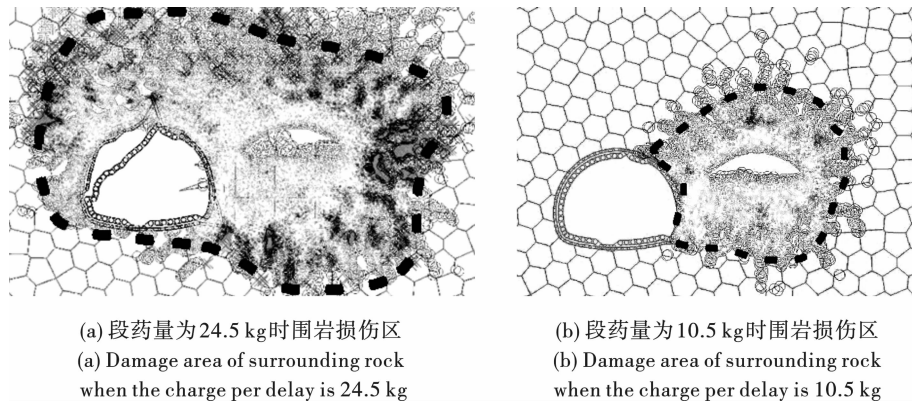 (a) 段药量为24.5 kg时围岩损伤区
(a) Damage area of surrounding rock
when the charge per delay is 24.5 kg
(b) 段药量为10.5 kg时围岩损伤区
(b) Damage area of surrounding rock
when the charge per delay is 10.5 kg